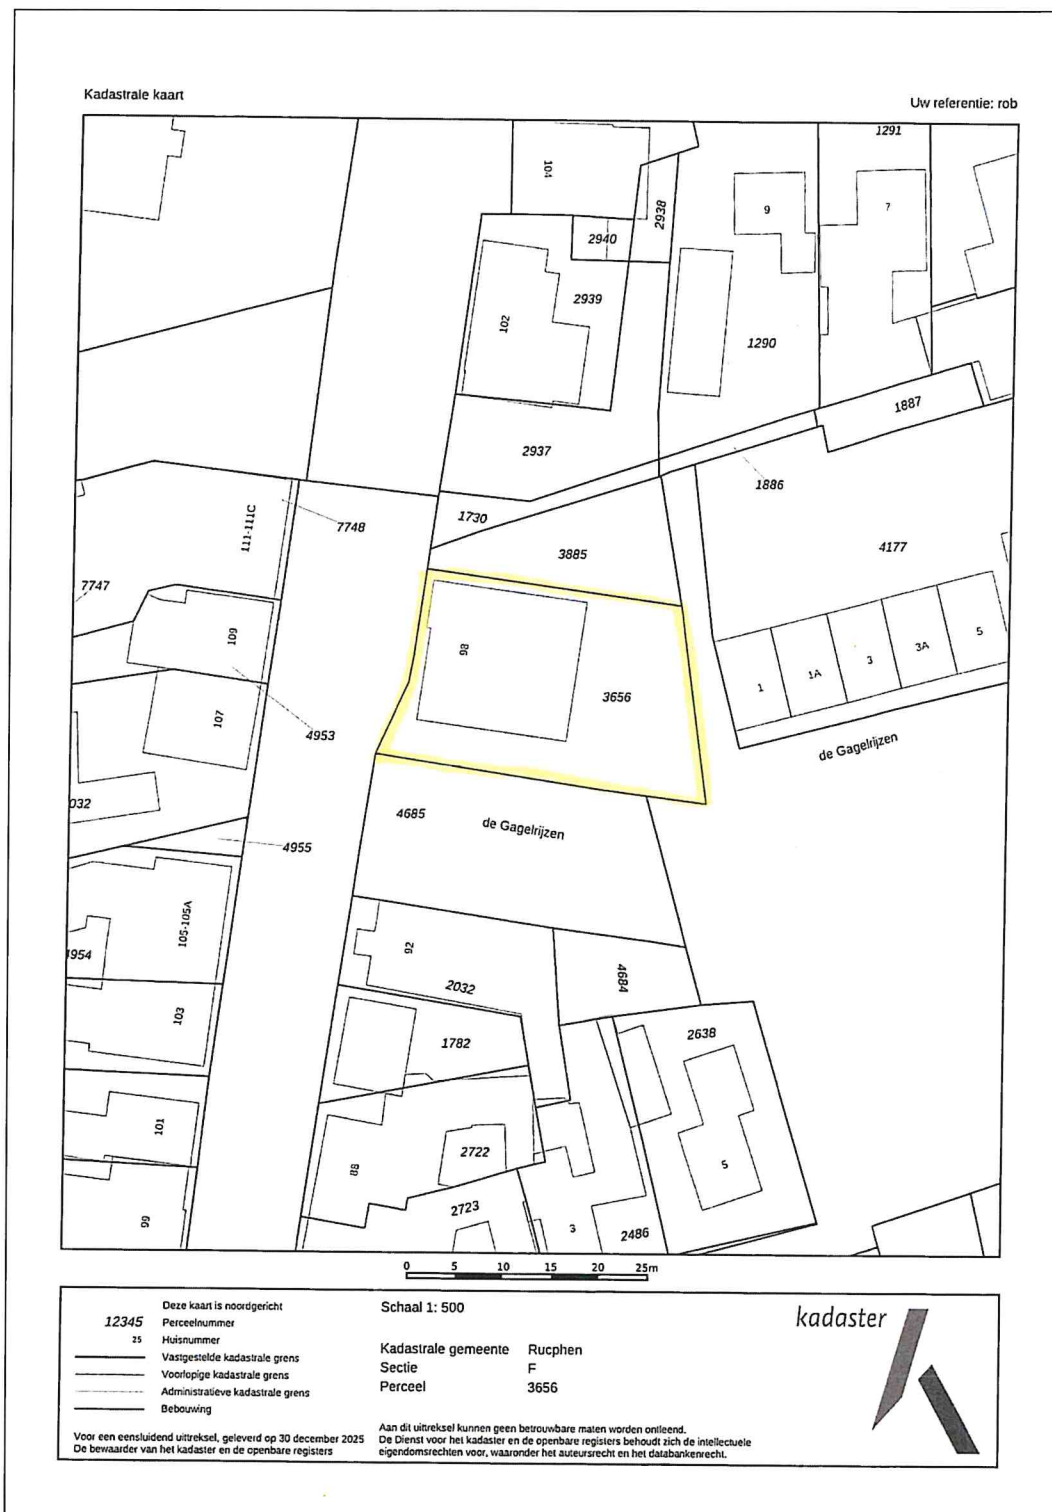 Kadastrale kaart
Uw referentie: rob
1291
104
2938
9
7
2940
2939
102
1290
1887
2937
1886
1730
7748
111-111C
3885
4177
7747
109
98
3656
1
1A
3
3A
5
107
4953
de Gagelrijzen
032
4685
de Gagelrijzen
4955
105-105A
92
4954
4684
2032
103
1782
2638
101
2722
88
5
99
2723
3
2486
0 5 10 15 20 25m
Deze kaart is noordgericht
12345 Perceelnummer
25 Huisnummer
Vastgestelde kadastrale grens
Voorlopige kadastrale grens
Administratieve kadastrale grens
Bebouwing
Voor een eensluidend uittreksel, geleverd op 30 december 2025
De bewaarder van het kadaster en de openbare registers
Schaal 1: 500
Kadastrale gemeente Rucphen
Sectie F
Perceel 3656
Aan dit uittreksel kunnen geen betrouwbare maten worden ontleend.
De Dienst voor het kadaster en de openbare registers behoudt zich de intellectuele
eigendomsrechten voor, waaronder het auteursrecht en het databankenrecht.
kadaster